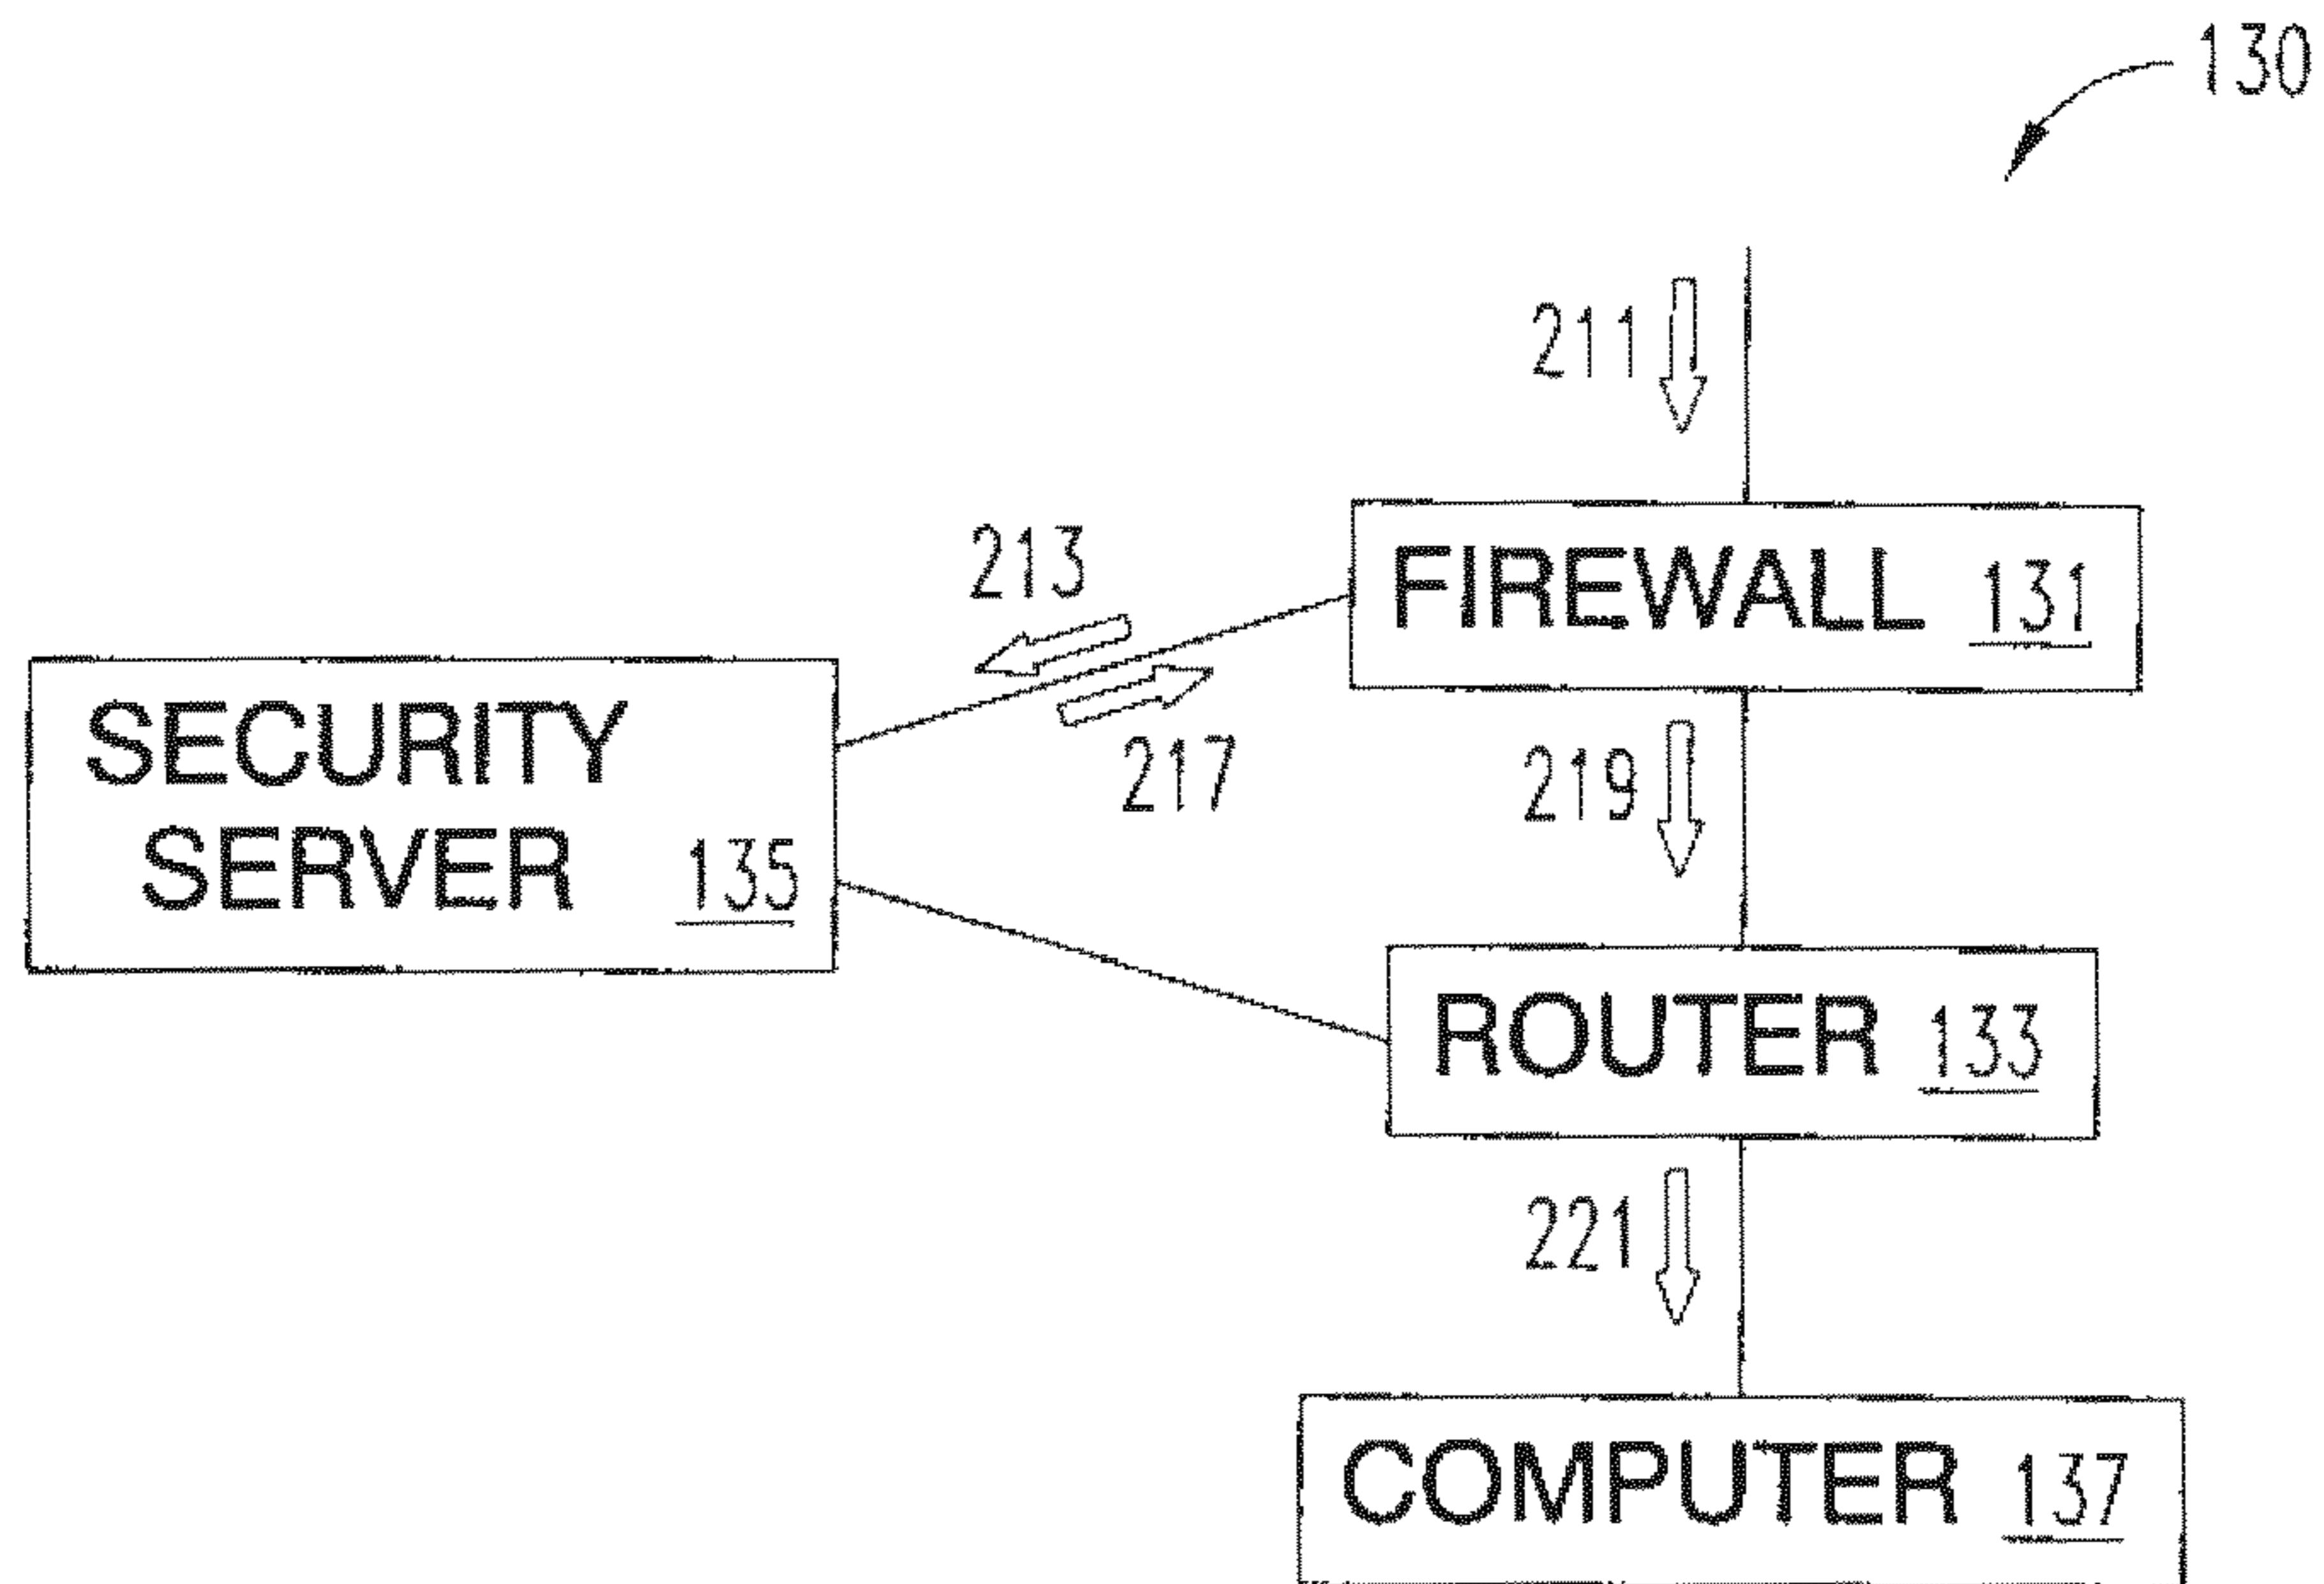 130
211
213
FIREWALL 131
217
SECURITY
SERVER 135
219
ROUTER 133
221
COMPUTER 137